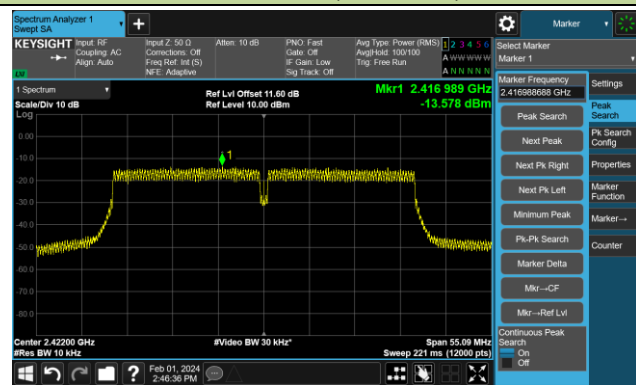 Spectrum Analyzer 1
Swept SA
Marker
KEYSIGHT
Input: RF
Coupling: AC
Align: Auto
Input Z: 50 Ω
Corrections: Off
Freq Ref: Int (S)
NFE: Adaptive
Atten: 10 dB
PNO: Fast
Gate: Off
IF Gain: Low
Sig Track: Off
Avg Type: Power (RMS)
Avg|Hold: 100/100
Trig: Free Run
1 2 3 4 5 6
A W W W W W
A N N N N N
Select Marker
Marker 1
LW
1 Spectrum
Scale/Div 10 dB
Log
Ref Lvl Offset 11.60 dB
Ref Level 10.00 dBm
Mkr1 2.416 989 GHz
-13.578 dBm
0.00
-10.0
-20.0
-30.0
-40.0
-50.0
-60.0
-70.0
-80.0
1
Center 2.42200 GHz
#Res BW 10 kHz
#Video BW 30 kHz*
Span 55.09 MHz
Sweep 221 ms (12000 pts)
Marker Frequency
2.416988688 GHz
Peak Search
Next Peak
Next Pk Right
Next Pk Left
Minimum Peak
Pk-Pk Search
Marker Delta
Mkr→CF
Mkr→Ref Lvl
Continuous Peak
Search
On
Off
Settings
Peak
Search
Pk Search
Config
Properties
Marker
Function
Marker→
Counter
Feb 01, 2024
2:46:36 PM